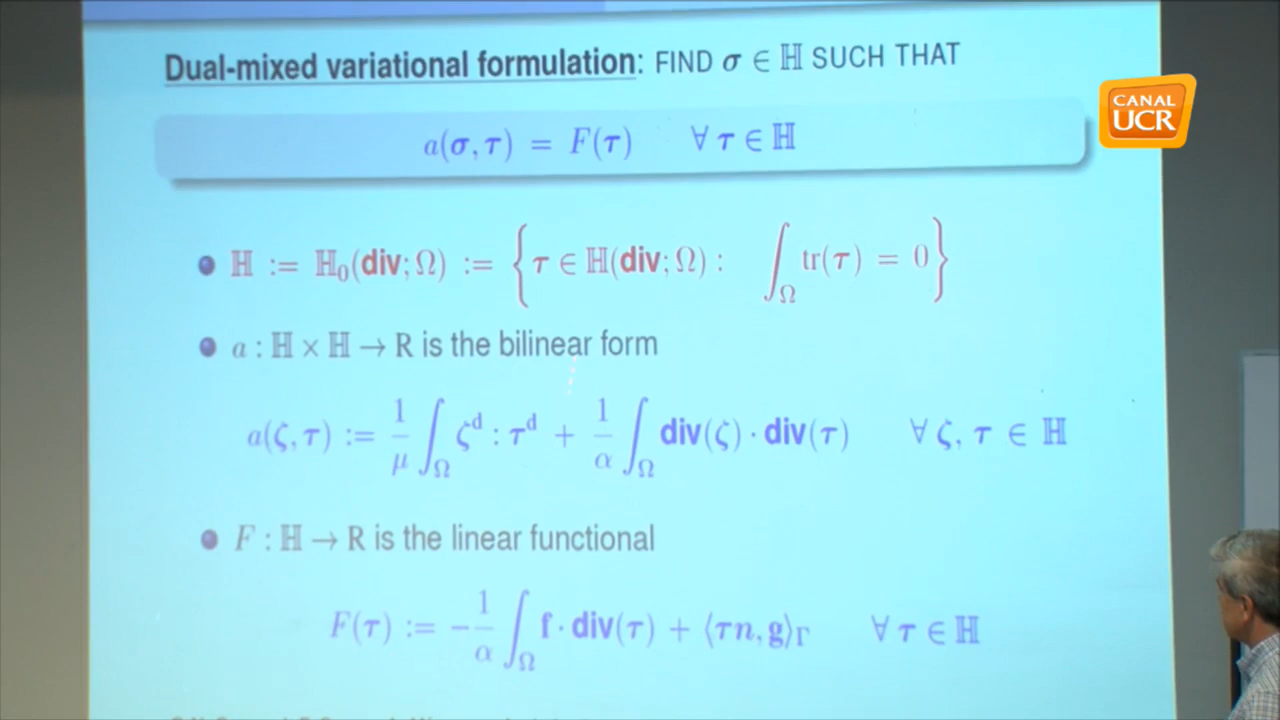 Dual-mixed variational formulation: FIND σ ∈ ℍ SUCH THAT
CANAL
UCR
a(σ, τ) = F(τ) ∀ τ ∈ ℍ
ℍ := ℍ₀(div; Ω) := { τ ∈ ℍ(div; Ω) : ∫_Ω tr(τ) = 0 }
a : ℍ × ℍ → R is the bilinear form
a(ζ, τ) := 1/μ ∫_Ω ζᵈ : τᵈ + 1/α ∫_Ω div(ζ) · div(τ) ∀ ζ, τ ∈ ℍ
F : ℍ → R is the linear functional
F(τ) := −1/α ∫_Ω f · div(τ) + ⟨τn, g⟩_Γ ∀ τ ∈ ℍ